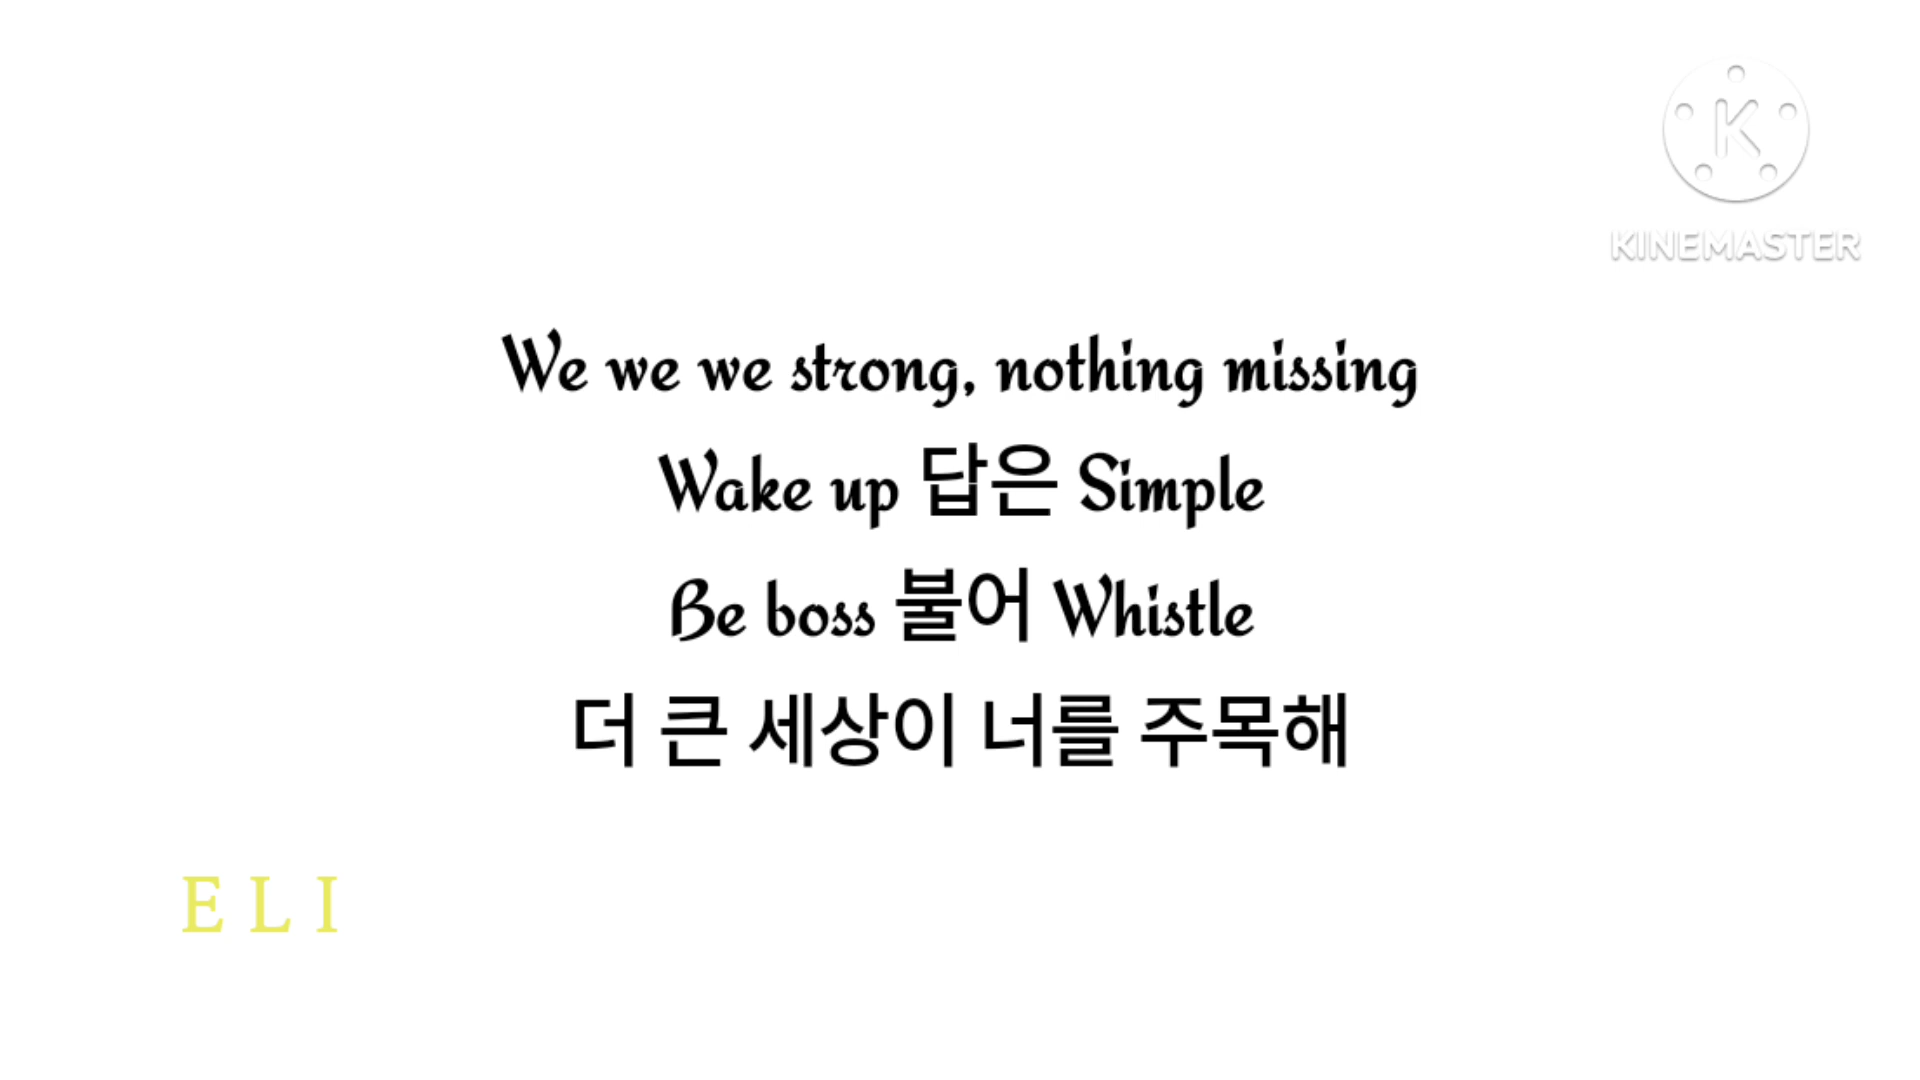 K
KINEMASTER
We we we strong, nothing missing
Wake up 답은 Simple
Be boss 불어 Whistle
더 큰 세상이 너를 주목해
ELI